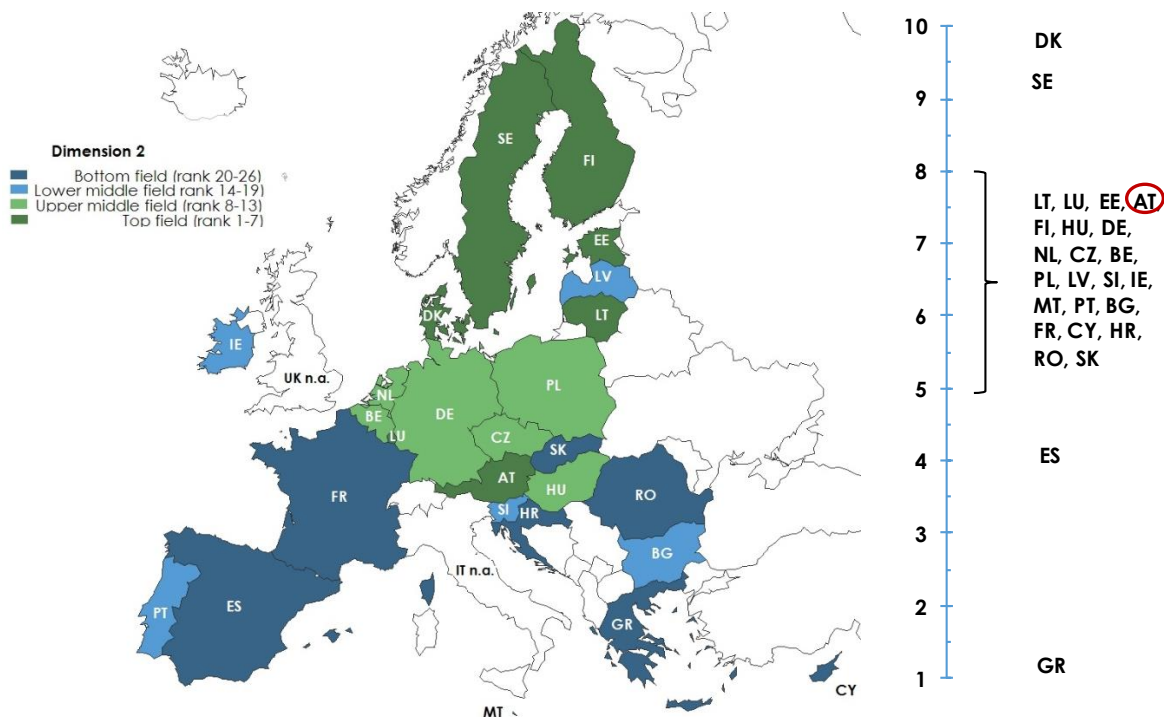 Dimension 2
Bottom field (rank 20-26)
Lower middle field rank 14-19)
Upper middle field (rank 8-13)
Top field (rank 1-7)
SE
FI
EE
LV
LT
DK
IE
UK n.a.
NL
BE
LU
DE
PL
CZ
SK
AT
HU
FR
SI
HR
RO
BG
IT n.a.
PT
ES
GR
CY
MT
10
9
8
7
6
5
4
3
2
1
DK
SE
LT, LU, EE, AT,
FI, HU, DE,
NL, CZ, BE,
PL, LV, SI, IE,
MT, PT, BG,
FR, CY, HR,
RO, SK
ES
GR